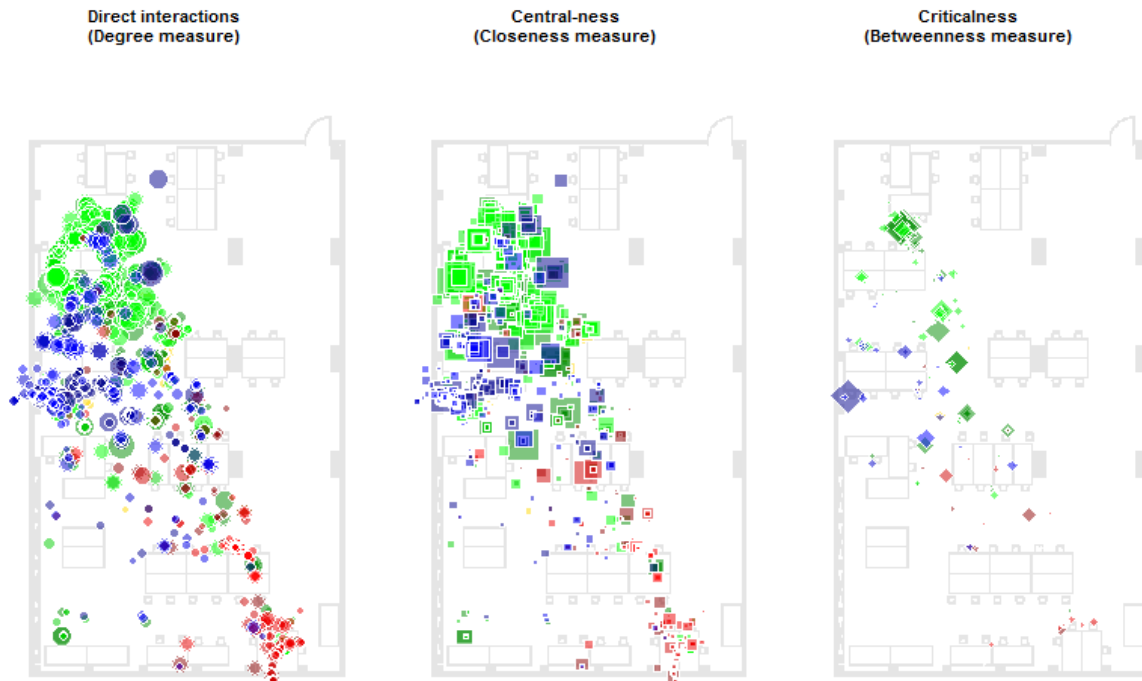 Direct interactions
(Degree measure)
Central-ness
(Closeness measure)
Criticalness
(Betweenness measure)